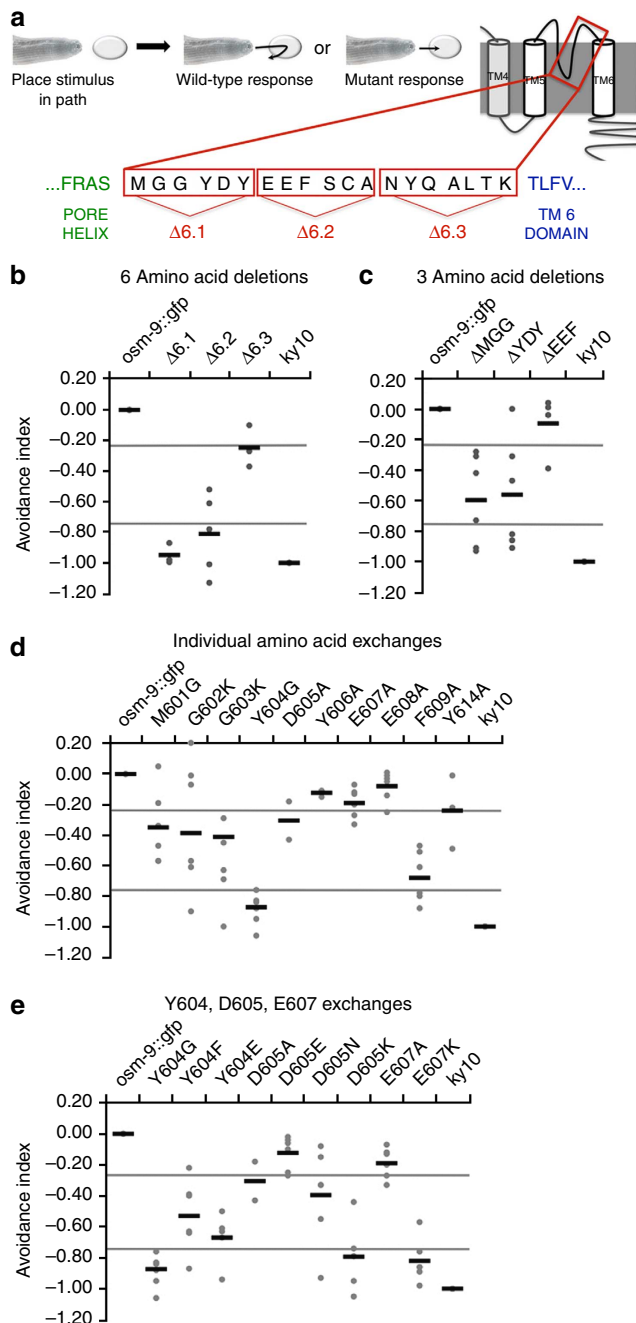 a
or
Place stimulus
in path
Wild-type response
Mutant response
TM4
TM5
TM6
...FRAS
M G G Y D Y
E E F S C A
N Y Q A L T K
TLFV...
PORE
HELIX
Δ6.1
Δ6.2
Δ6.3
TM 6
DOMAIN
b
6 Amino acid deletions
osm-9::gfp
Δ6.1
Δ6.2
Δ6.3
ky10
Avoidance index
0.20
0.00
−0.20
−0.40
−0.60
−0.80
−1.00
−1.20
c
3 Amino acid deletions
osm-9::gfp
ΔMGG
ΔYDY
ΔEEF
ky10
0.20
0.00
−0.20
−0.40
−0.60
−0.80
−1.00
−1.20
d
Individual amino acid exchanges
osm-9::gfp
M601G
G602K
G603K
Y604G
D605A
Y606A
E607A
E608A
F609A
Y614A
ky10
Avoidance index
0.20
0.00
−0.20
−0.40
−0.60
−0.80
−1.00
−1.20
e
Y604, D605, E607 exchanges
osm-9::gfp
Y604G
Y604F
Y604E
D605A
D605E
D605N
D605K
E607A
E607K
ky10
Avoidance index
0.20
0.00
−0.20
−0.40
−0.60
−0.80
−1.00
−1.20